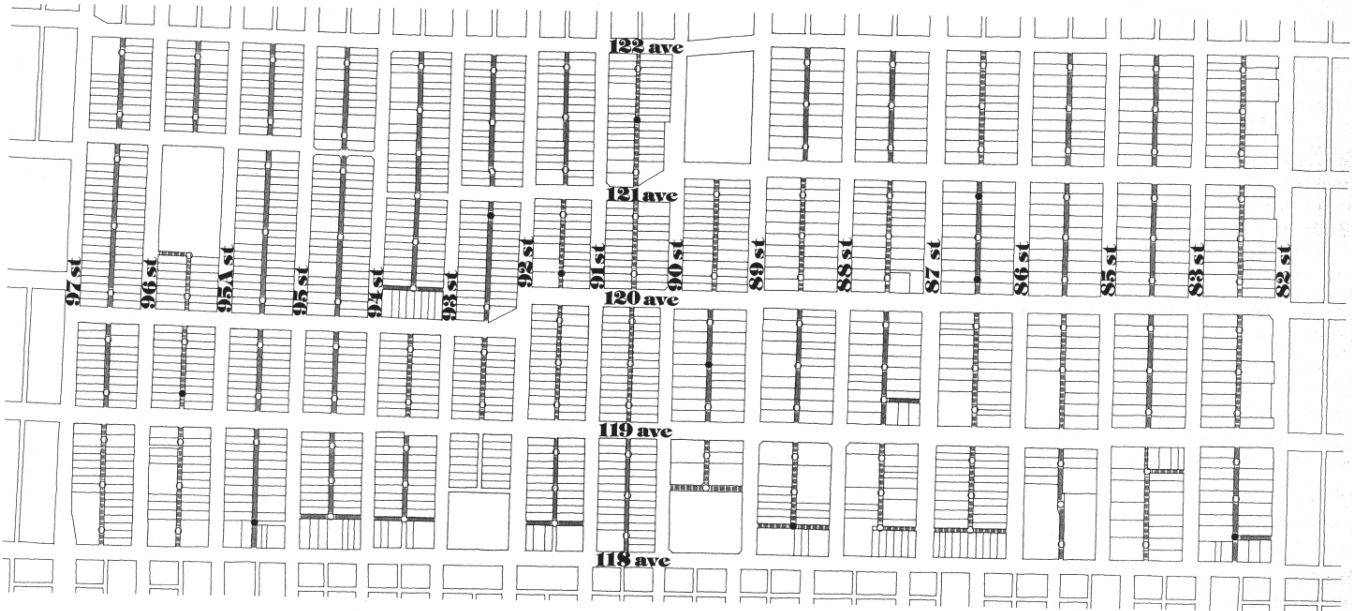 122 ave
121 ave
97 st
96 st
95A st
95 st
94 st
93 st
92 st
91 st
90 st
89 st
88 st
87 st
86 st
85 st
83 st
82 st
120 ave
119 ave
118 ave